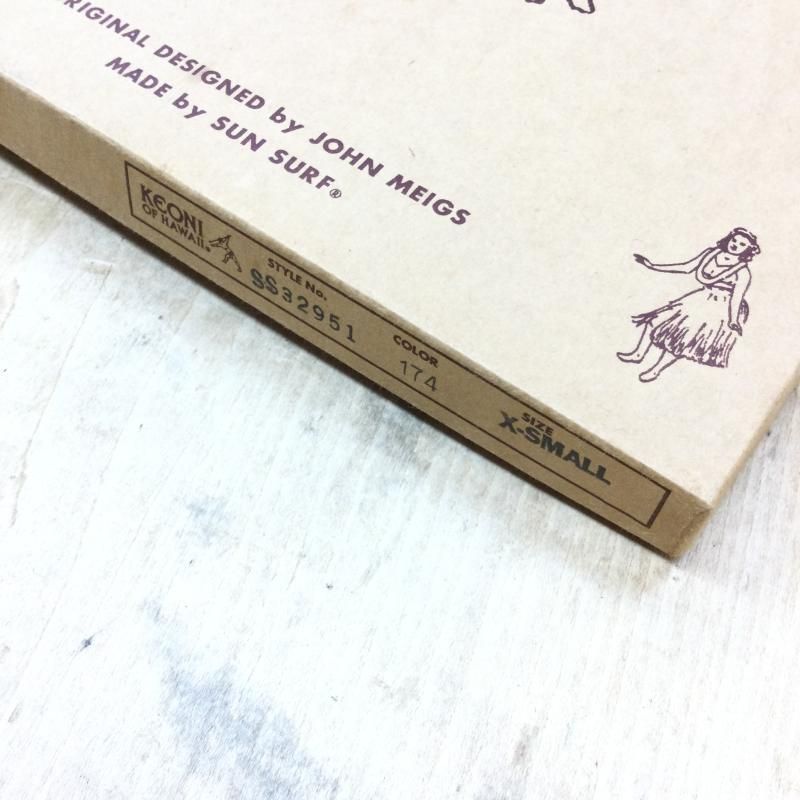 ORIGINAL DESIGNED by JOHN MEIGS
MADE by SUN SURF®
KEONI
OF HAWAII®
STYLE No.
SS32951
COLOR
174
SIZE
X-SMALL